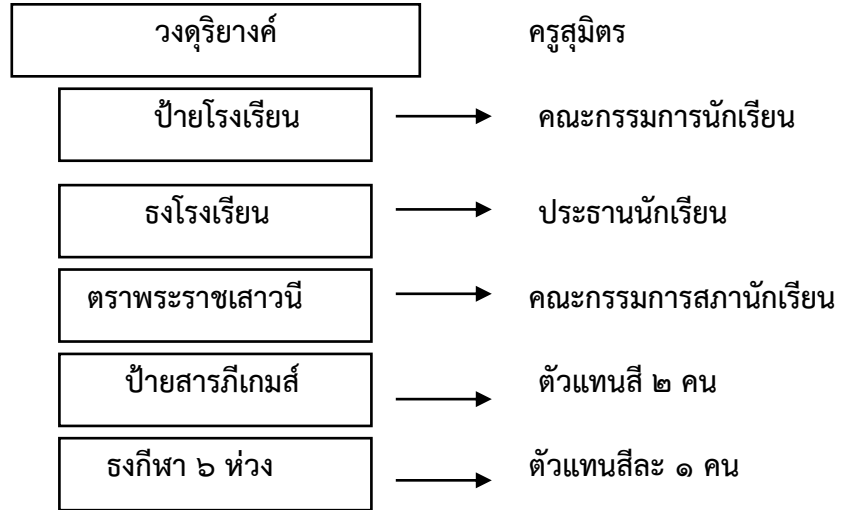 วงดุริยางค์ ครูสุมิตร
ป้ายโรงเรียน คณะกรรมการนักเรียน
ธงโรงเรียน ประธานนักเรียน
ตราพระราชเสาวนี คณะกรรมการสภานักเรียน
ป้ายสารภีเกมส์ ตัวแทนสี ๒ คน
ธงกีฬา ๖ ห่วง ตัวแทนสีละ ๑ คน